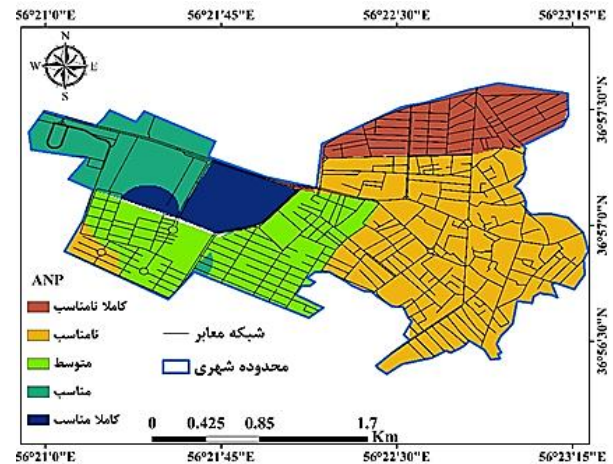 56°21'0"E 56°21'45"E 56°22'30"E 56°23'15"E
N
W E
S
36°57'30"N
36°57'0"N
36°56'30"N
ANP
کاملا نامناسب
نامناسب
متوسط
مناسب
کاملا مناسب
شبکه معابر
محدوده شهری
0 0.425 0.85 1.7
Km
56°21'0"E 56°21'45"E 56°22'30"E 56°23'15"E